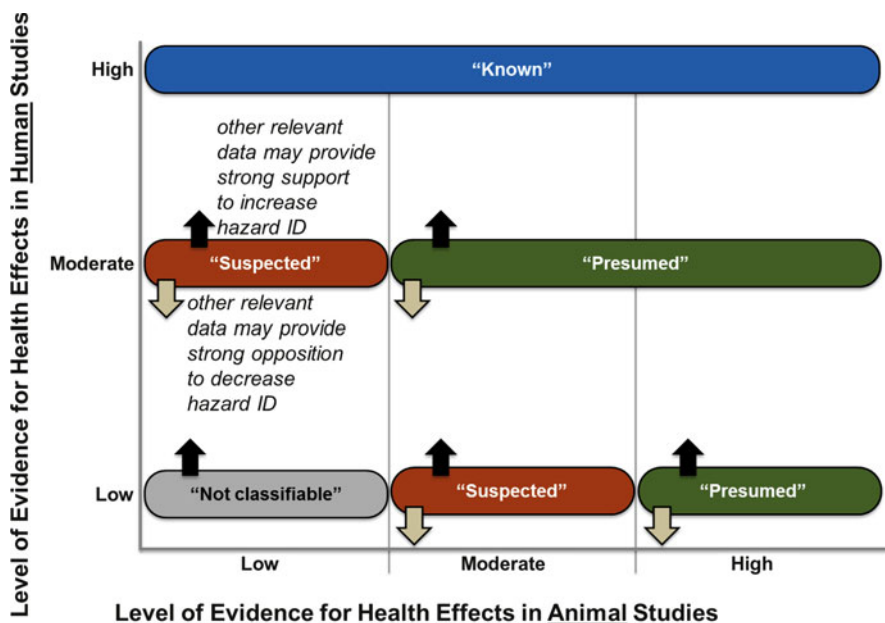 Level of Evidence for Health Effects in Human Studies
High
“Known”
other relevant
data may provide
strong support
to increase
hazard ID
Moderate
“Suspected”
“Presumed”
other relevant
data may provide
strong opposition
to decrease
hazard ID
Low
“Not classifiable”
“Suspected”
“Presumed”
Low
Moderate
High
Level of Evidence for Health Effects in Animal Studies